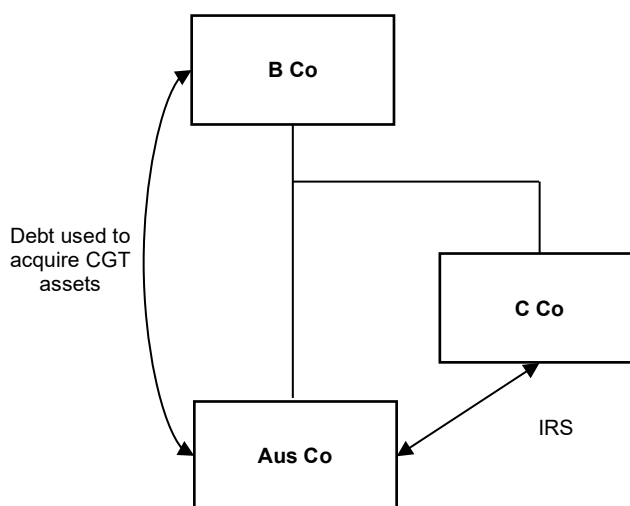 B Co
Debt used to
acquire CGT
assets
C Co
IRS
Aus Co